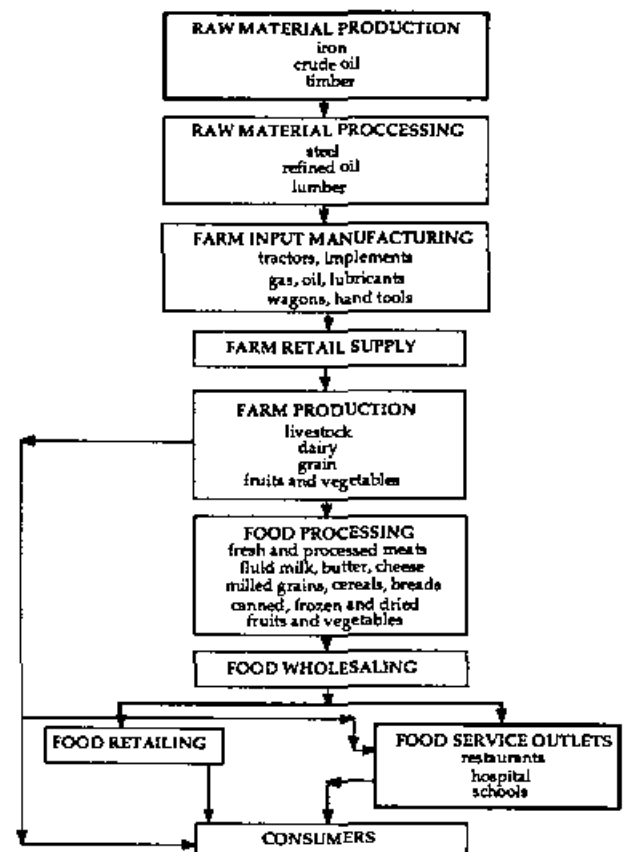 RAW MATERIAL PRODUCTION
iron
crude oil
timber
RAW MATERIAL PROCCESSING
steel
refined oil
lumber
FARM INPUT MANUFACTURING
tractors, implements
gas, oil, lubricants
wagons, hand tools
FARM RETAIL SUPPLY
FARM PRODUCTION
livestock
dairy
grain
fruits and vegetables
FOOD PROCESSING
fresh and processed meats
fluid milk, butter, cheese
milled grains, cereals, breads
canned, frozen and dried
fruits and vegetables
FOOD WHOLESALING
FOOD RETAILING
FOOD SERVICE OUTLETS
restaurants
hospital
schools
CONSUMERS